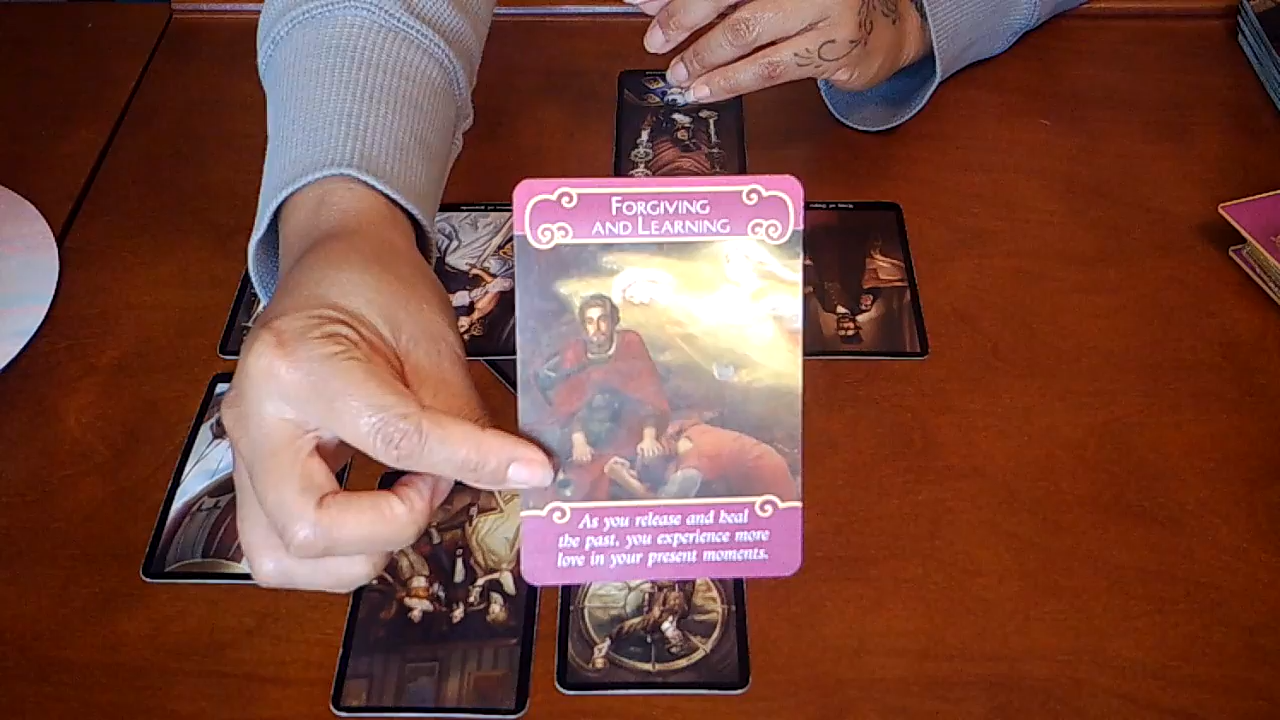 Forgiving
and Learning
As you release and heal
the past, you experience more
love in your present moments.